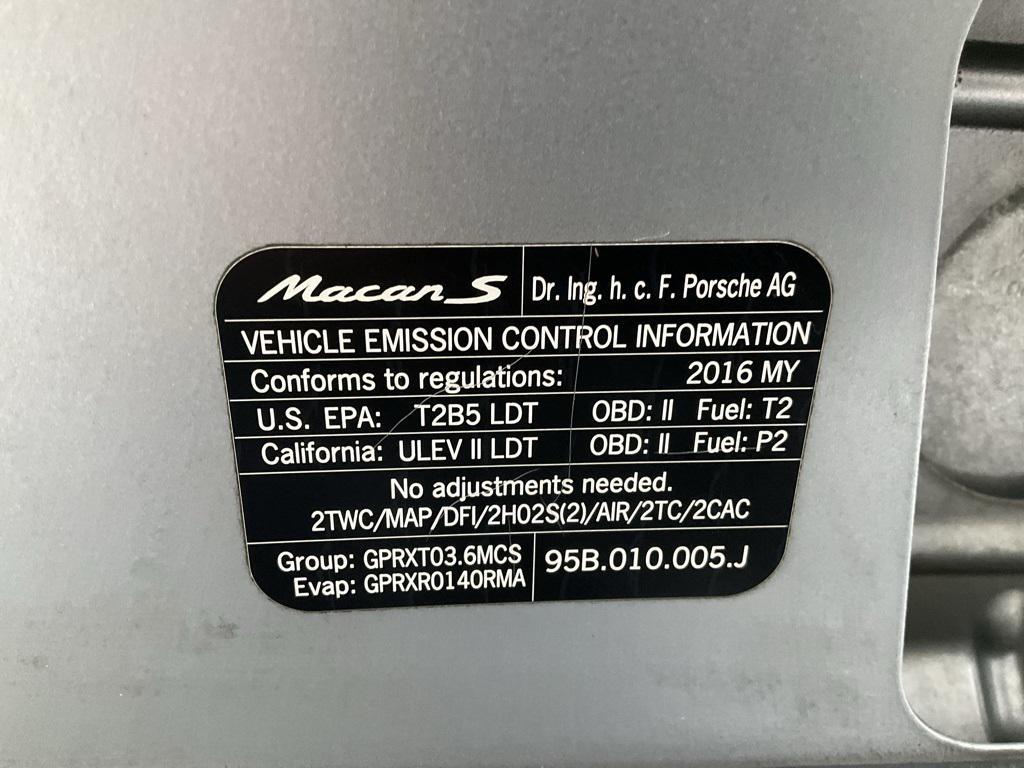 Macan S
Dr. Ing. h. c. F. Porsche AG
VEHICLE EMISSION CONTROL INFORMATION
Conforms to regulations: 2016 MY
U.S. EPA: T2B5 LDT OBD: II Fuel: T2
California: ULEV II LDT OBD: II Fuel: P2
No adjustments needed.
2TWC/MAP/DFI/2HO2S(2)/AIR/2TC/2CAC
Group: GPRXT03.6MCS
Evap: GPRXR0140RMA
95B.010.005.J